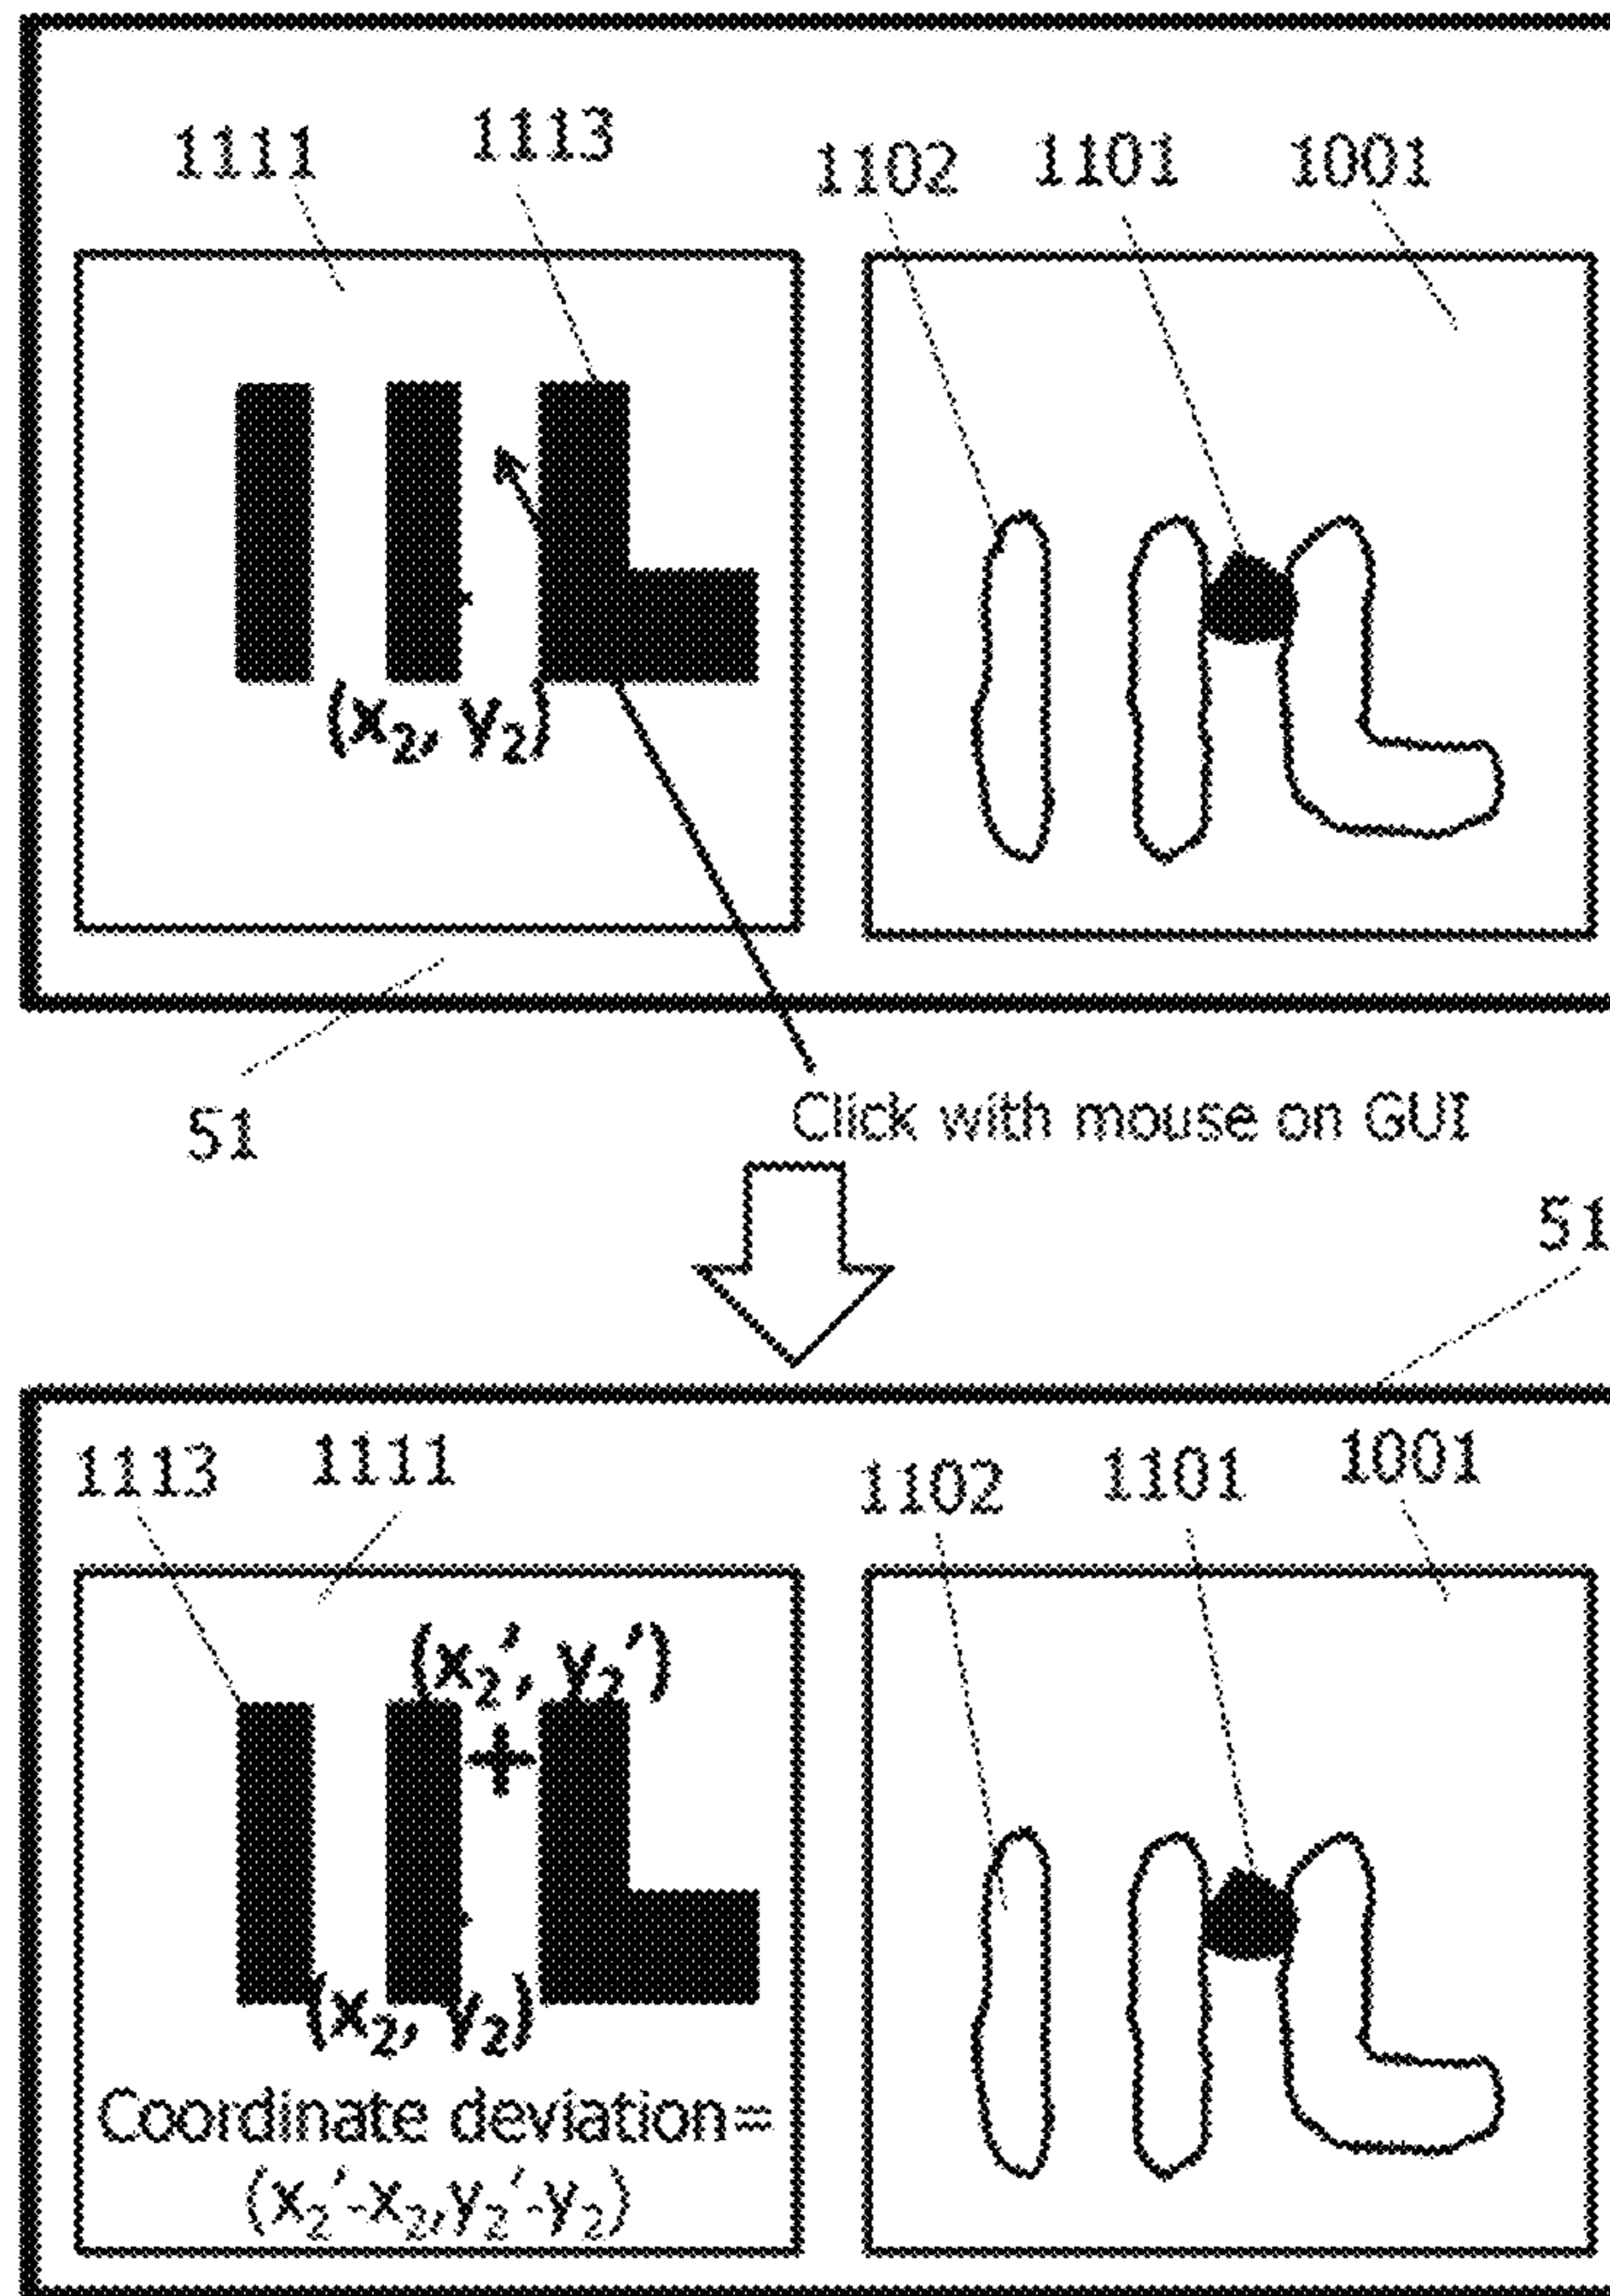 1111 1113 1102 1101 1001
(x₂, y₂)
51
Click with mouse on GUI
51
1113 1111 1102 1101 1001
(x₂', y₂')
(x₂, y₂)
Coordinate deviation=
(x₂'-x₂,y₂'-y₂)